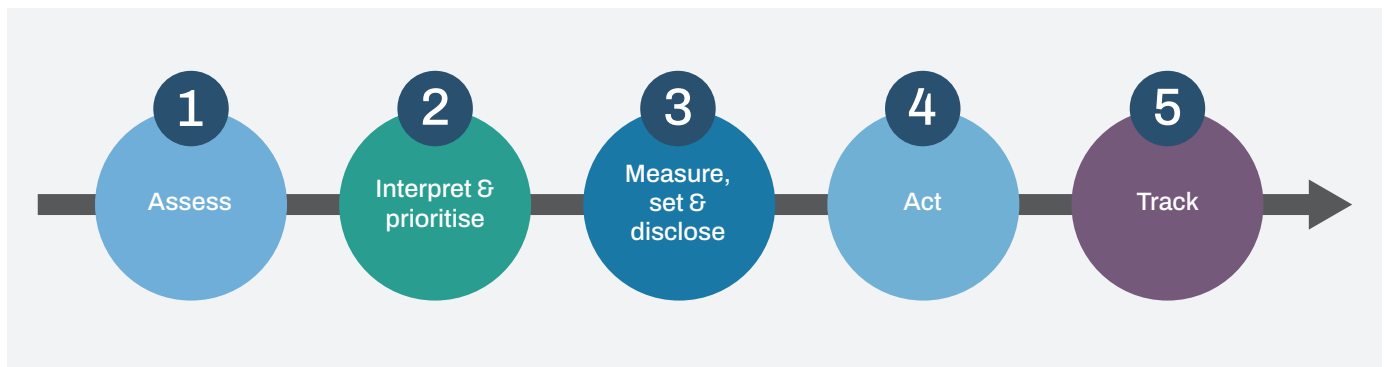 1
Assess
2
Interpret &
prioritise
3
Measure,
set &
disclose
4
Act
5
Track